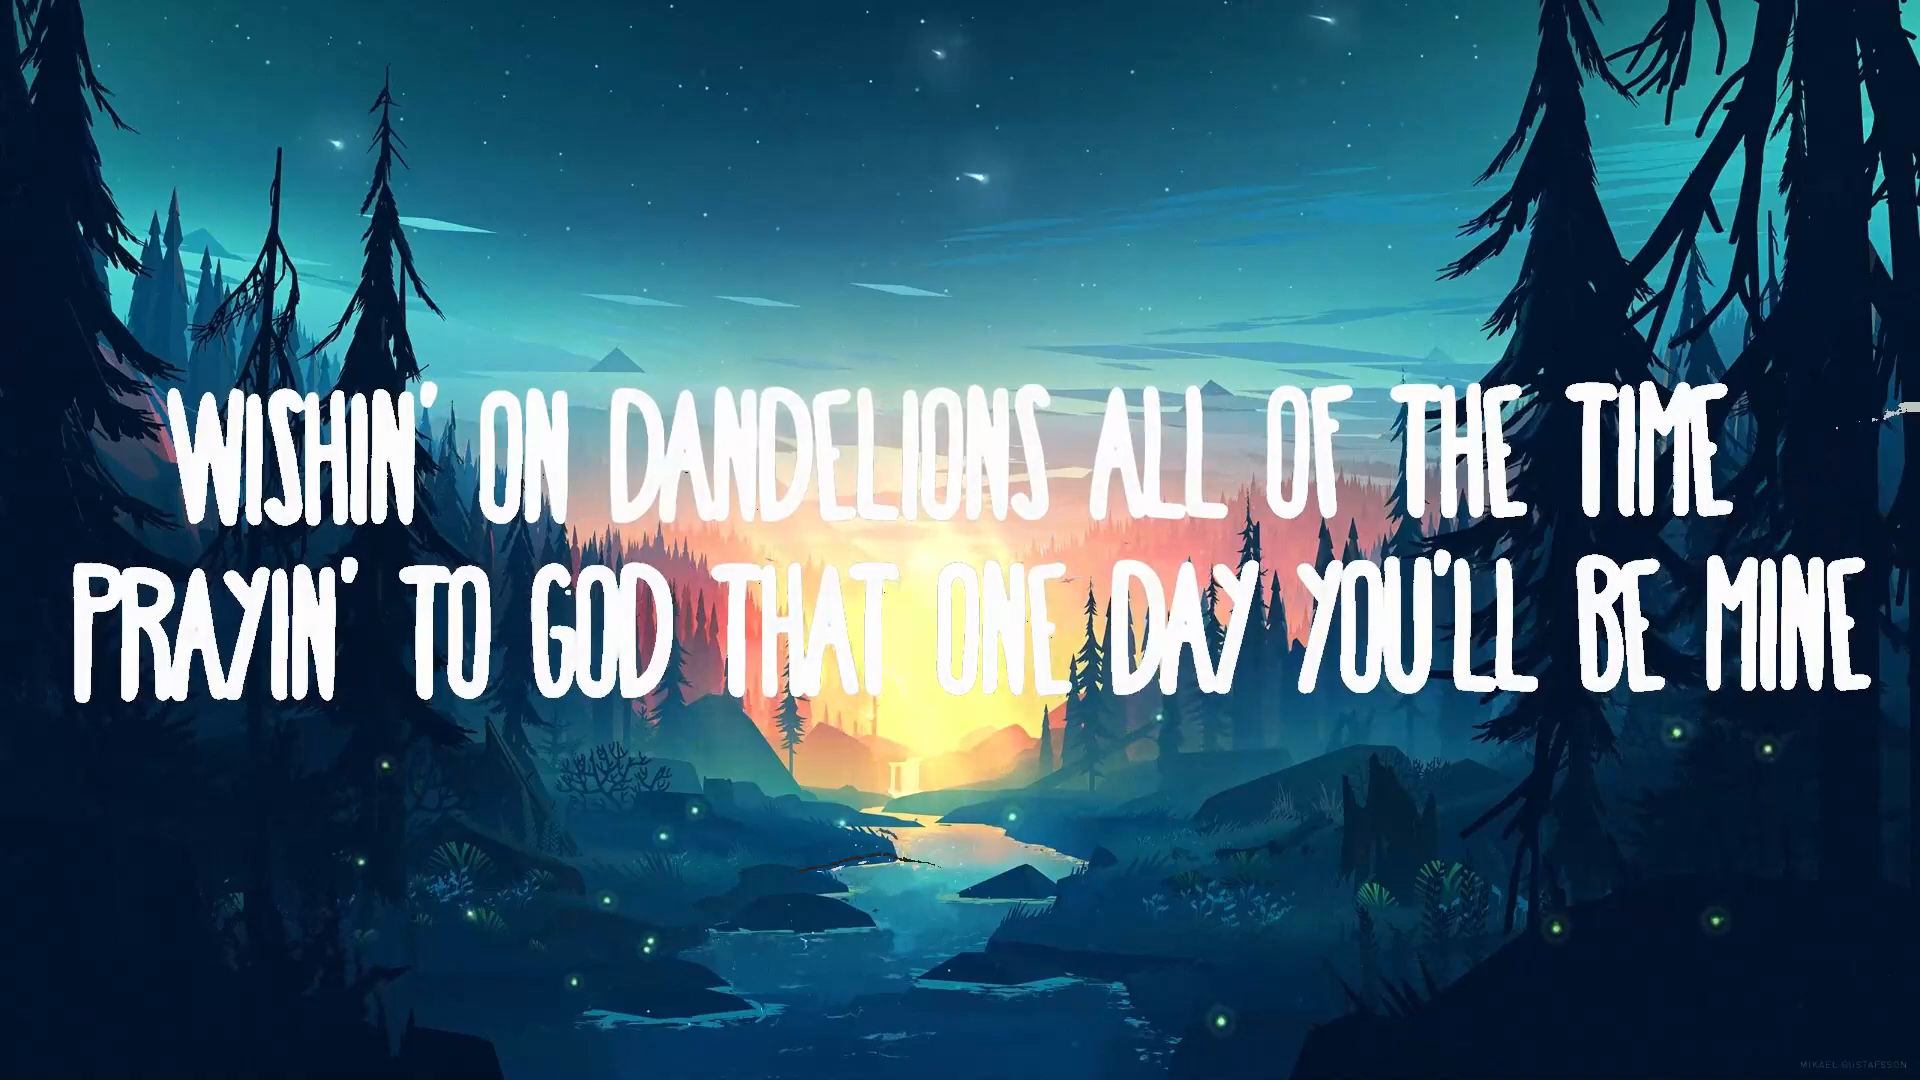 WISHIN' ON DANDELIONS ALL OF THE TIME
PRAYIN' TO GOD THAT ONE DAY YOU'LL BE MINE
MIKAEL GUSTAFSSON